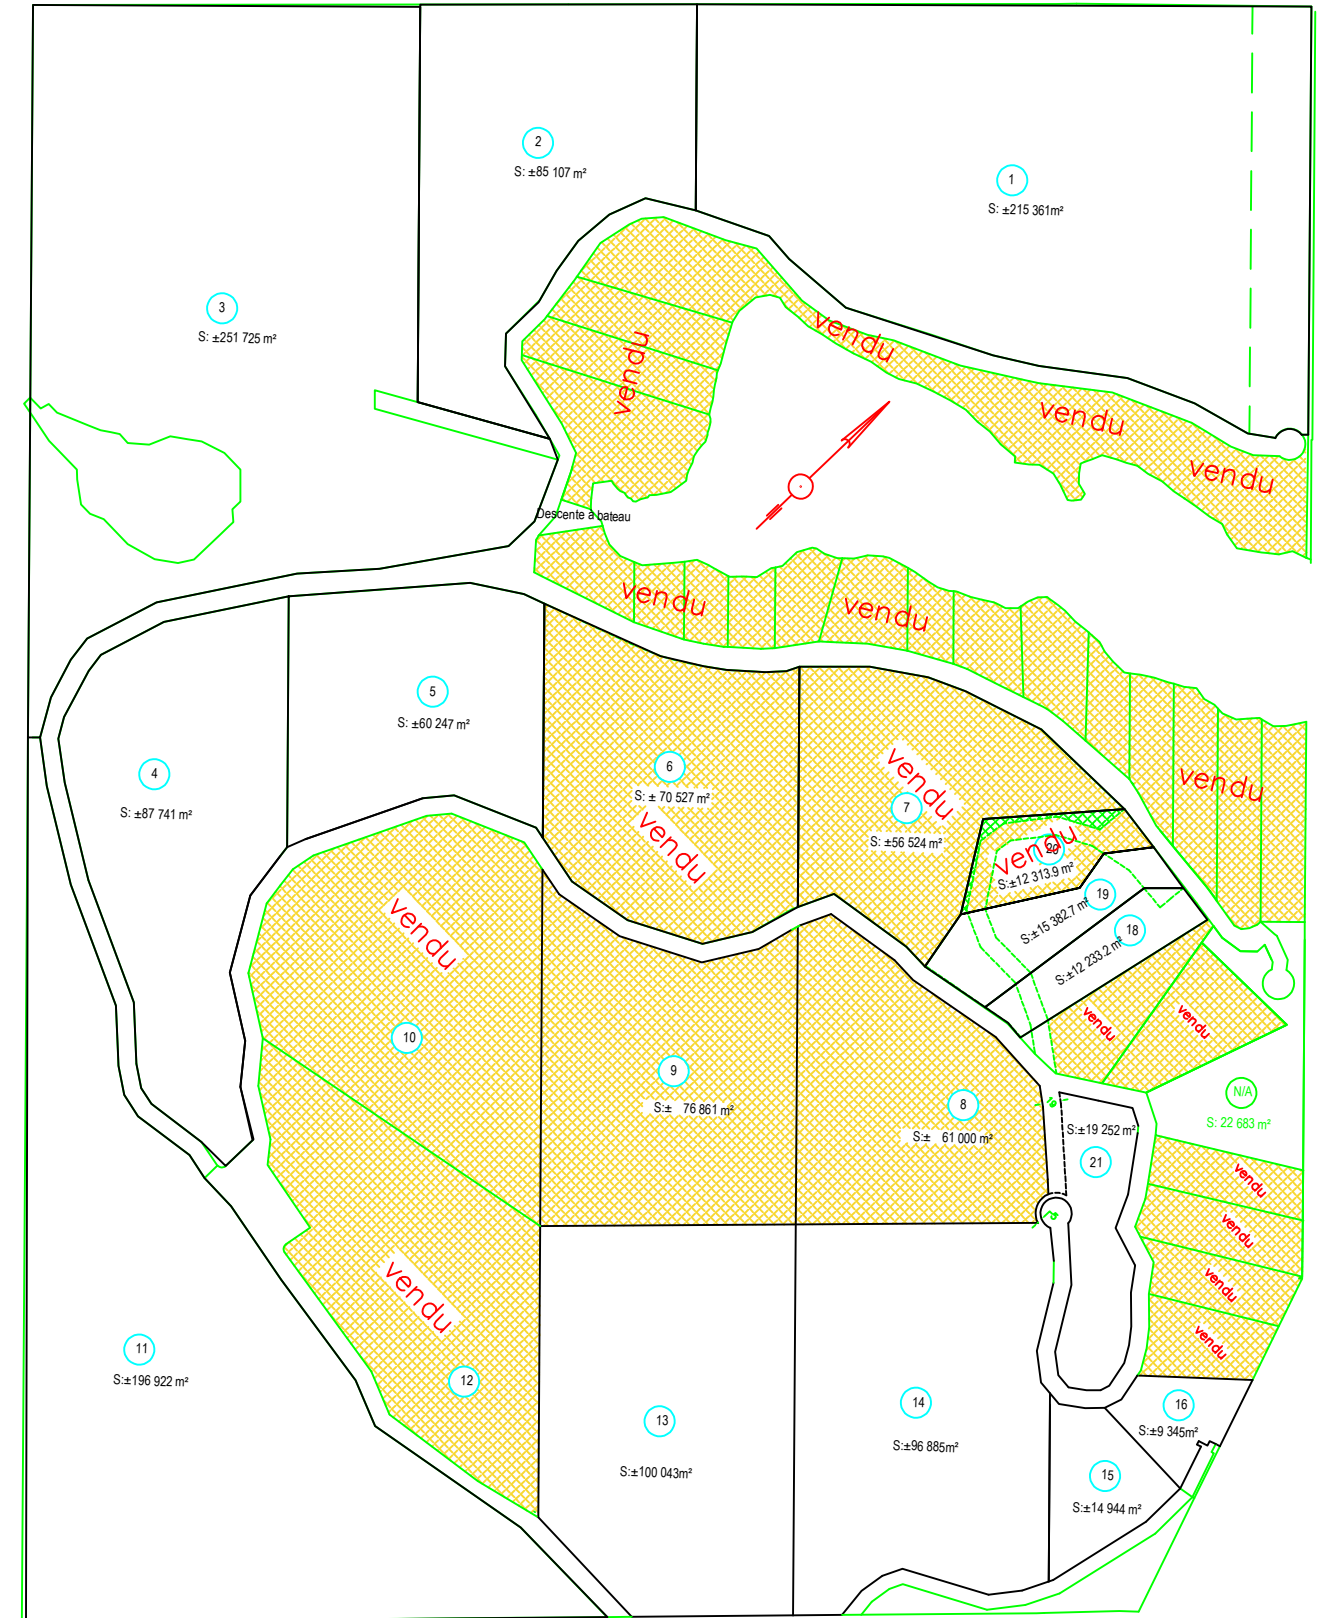 2
S: ±85 107 m²
1
S: ±215 361m²
3
S: ±251 725 m²
vendu
vendu
vendu
vendu
Descente à bateau
vendu
vendu
5
S: ±60 247 m²
4
S: ±87 741 m²
6
S: ± 70 527 m²
vendu
vendu
7
S: ±56 524 m²
vendu
20
S:±12 313.9 m²
vendu
19
S:±15 382.7 m²
18
S:±12 233.2 m²
vendu
vendu
vendu
10
9
S:± 76 861 m²
8
S:± 61 000 m²
N/A
S: 22 683 m²
S:±19 252 m²
21
vendu
vendu
vendu
vendu
vendu
12
11
S:±196 922 m²
13
S:±100 043m²
14
S:±96 885m²
16
S:±9 345m²
15
S:±14 944 m²